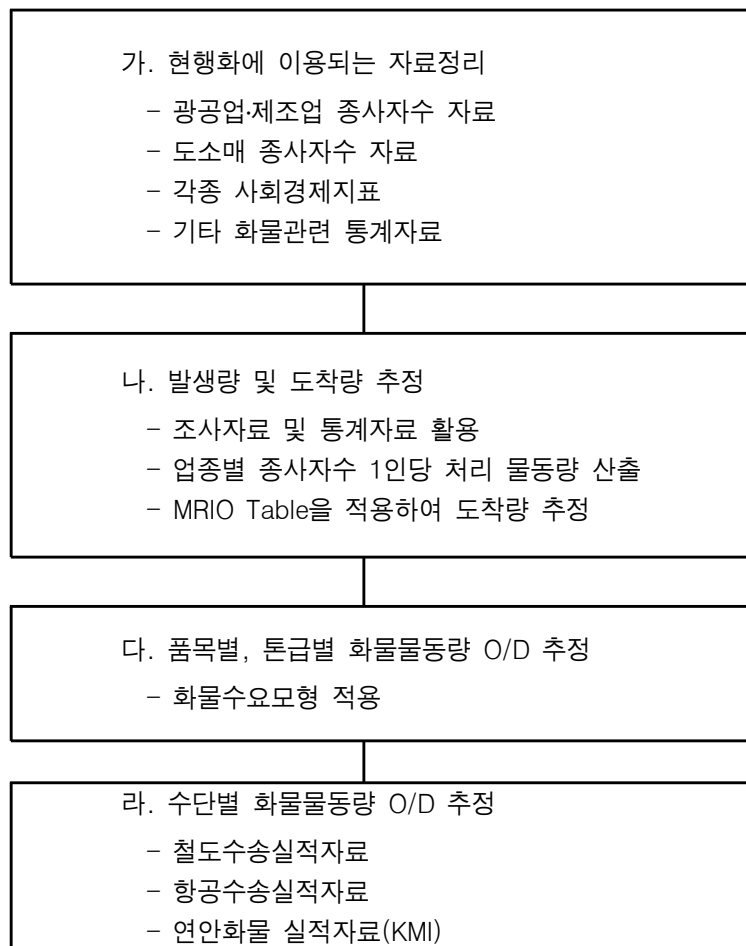 가. 현행화에 이용되는 자료정리
- 광공업·제조업 종사자수 자료
- 도소매 종사자수 자료
- 각종 사회경제지표
- 기타 화물관련 통계자료
나. 발생량 및 도착량 추정
- 조사자료 및 통계자료 활용
- 업종별 종사자수 1인당 처리 물동량 산출
- MRIO Table을 적용하여 도착량 추정
다. 품목별, 톤급별 화물물동량 O/D 추정
- 화물수요모형 적용
라. 수단별 화물물동량 O/D 추정
- 철도수송실적자료
- 항공수송실적자료
- 연안화물 실적자료(KMI)